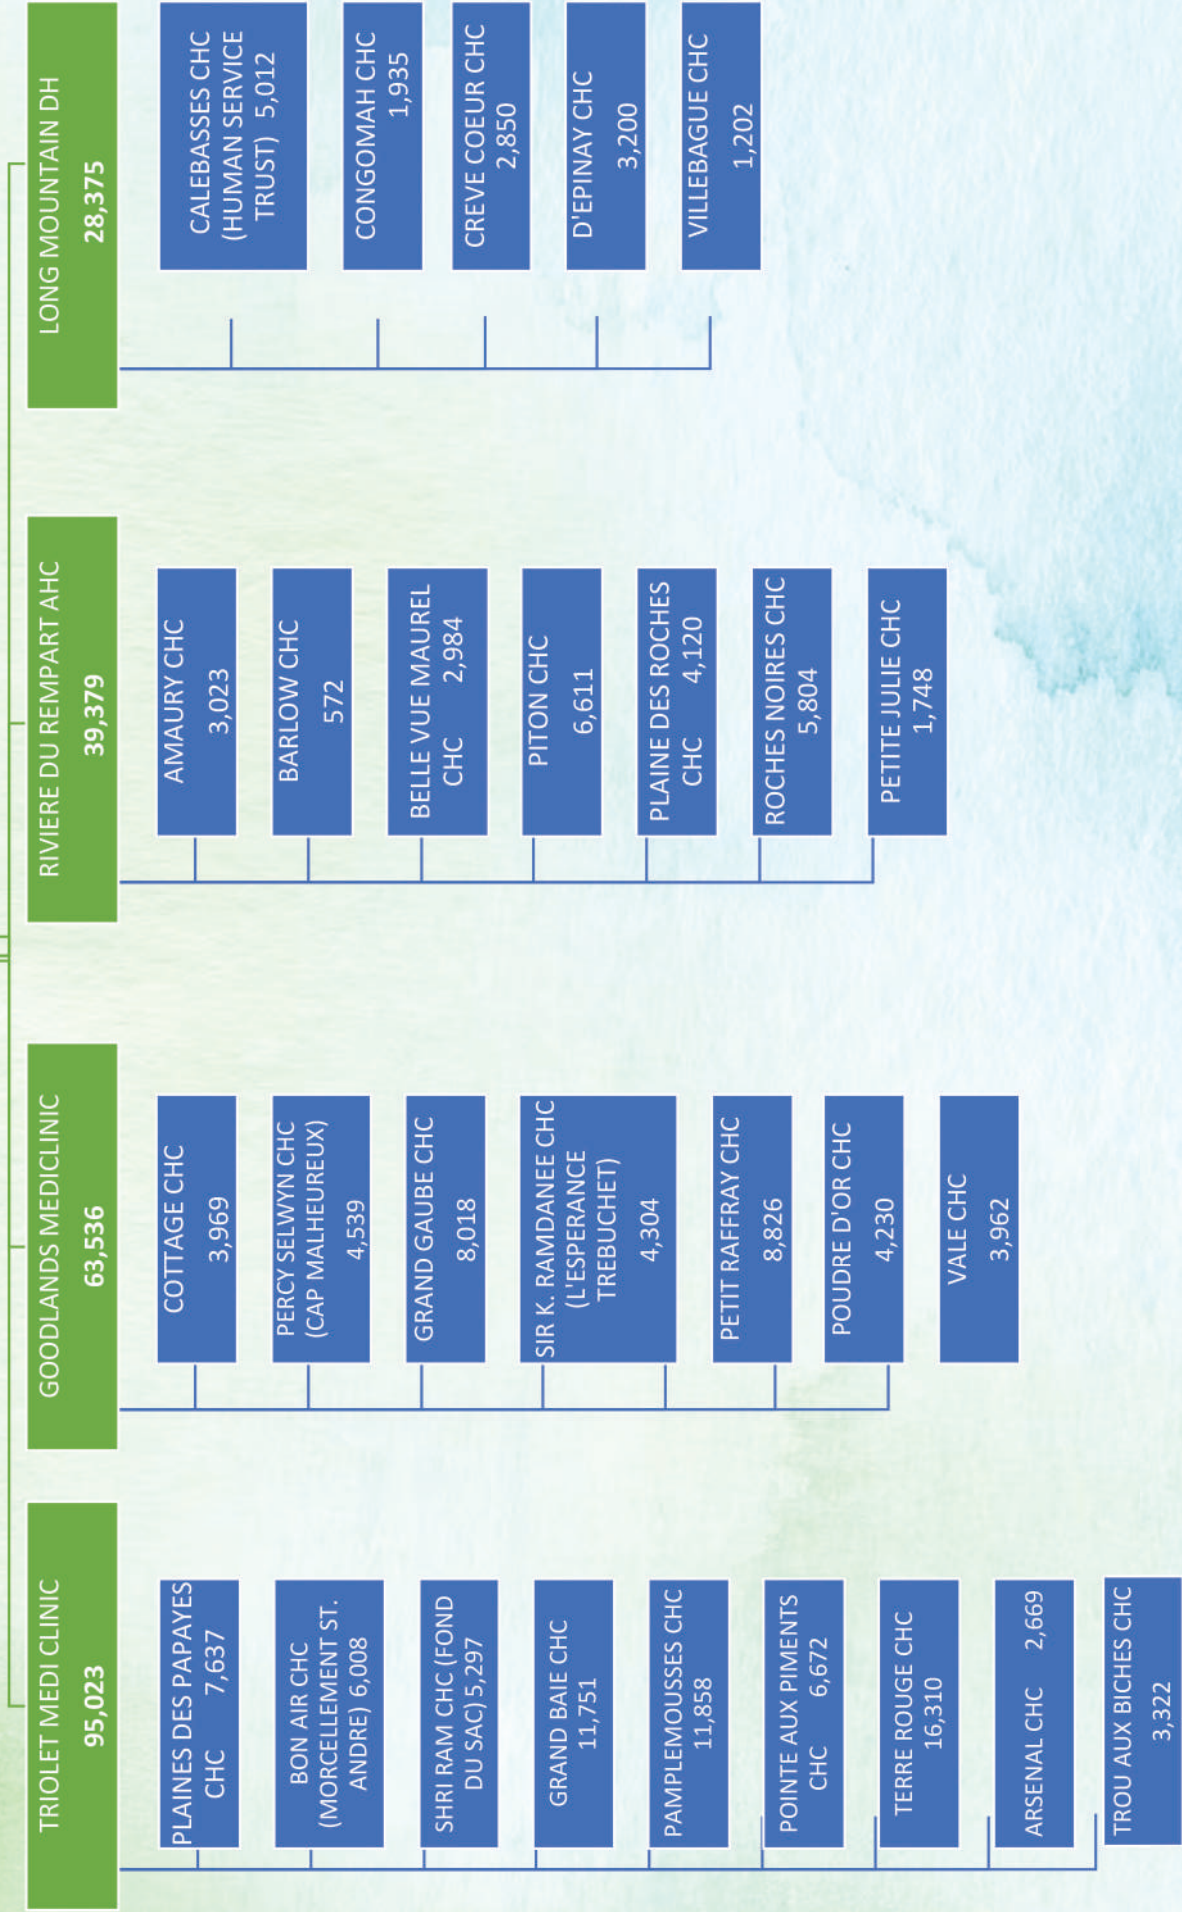 TRIOLET MEDI CLINIC
95,023
PLAINES DES PAPAYES
CHC 7,637
BON AIR CHC
(MORCELLEMENT ST.
ANDRE) 6,008
SHRI RAM CHC (FOND
DU SAC) 5,297
GRAND BAIE CHC
11,751
PAMPLEMOUSSES CHC
11,858
POINTE AUX PIMENTS
CHC 6,672
TERRE ROUGE CHC
16,310
ARSENAL CHC 2,669
TROU AUX BICHES CHC
3,322
GOODLANDS MEDICLINIC
63,536
COTTAGE CHC
3,969
PERCY SELWYN CHC
(CAP MALHEUREUX)
4,539
GRAND GAUBE CHC
8,018
SIR K. RAMDANEE CHC
(L'ESPERANCE
TREBUCHET)
4,304
PETIT RAFFRAY CHC
8,826
POUDRE D'OR CHC
4,230
VALE CHC
3,962
RIVIERE DU REMPART AHC
39,379
AMAURY CHC
3,023
BARLOW CHC
572
BELLE VUE MAUREL
CHC 2,984
PITON CHC
6,611
PLAINE DES ROCHES
CHC 4,120
ROCHES NOIRES CHC
5,804
PETITE JULIE CHC
1,748
LONG MOUNTAIN DH
28,375
CALEBASSES CHC
(HUMAN SERVICE
TRUST) 5,012
CONGOMAH CHC
1,935
CREVE COEUR CHC
2,850
D'EPINAY CHC
3,200
VILLEBAGUE CHC
1,202